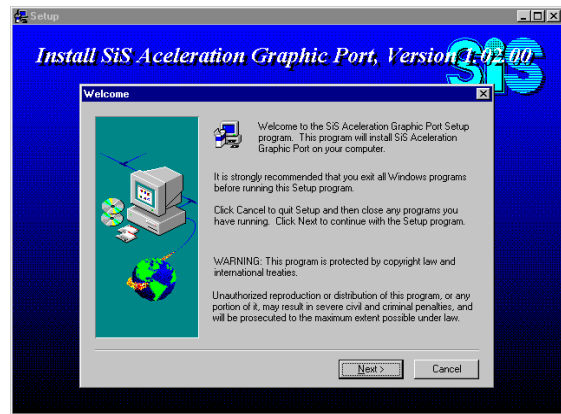 Setup
Install SiS Aceleration Graphic Port, Version 1.02.00
SiS
Welcome
Welcome to the SiS Aceleration Graphic Port Setup
program. This program will install SiS Aceleration
Graphic Port on your computer.
It is strongly recommended that you exit all Windows programs
before running this Setup program.
Click Cancel to quit Setup and then close any programs you
have running. Click Next to continue with the Setup program.
WARNING: This program is protected by copyright law and
international treaties.
Unauthorized reproduction or distribution of this program, or any
portion of it, may result in severe civil and criminal penalties, and
will be prosecuted to the maximum extent possible under law.
Next >
Cancel